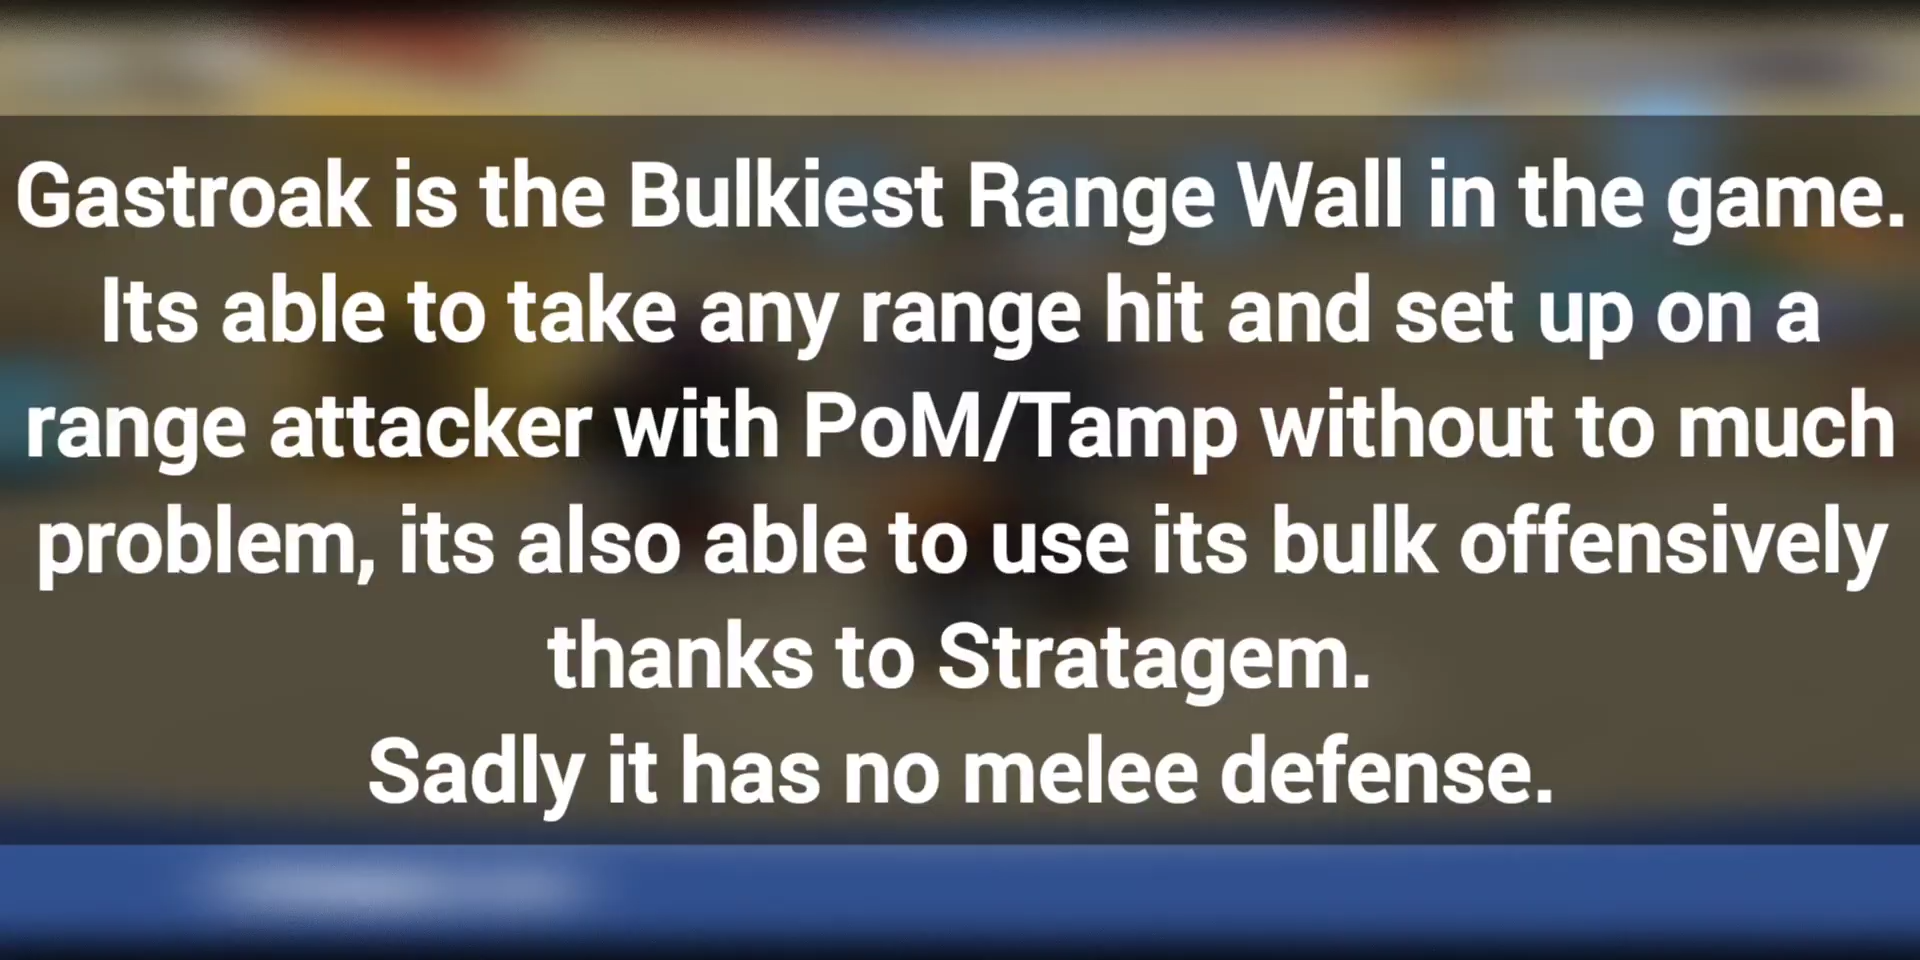 Gastroak is the Bulkiest Range Wall in the game.
Its able to take any range hit and set up on a
range attacker with PoM/Tamp without to much
problem, its also able to use its bulk offensively
thanks to Stratagem.
Sadly it has no melee defense.